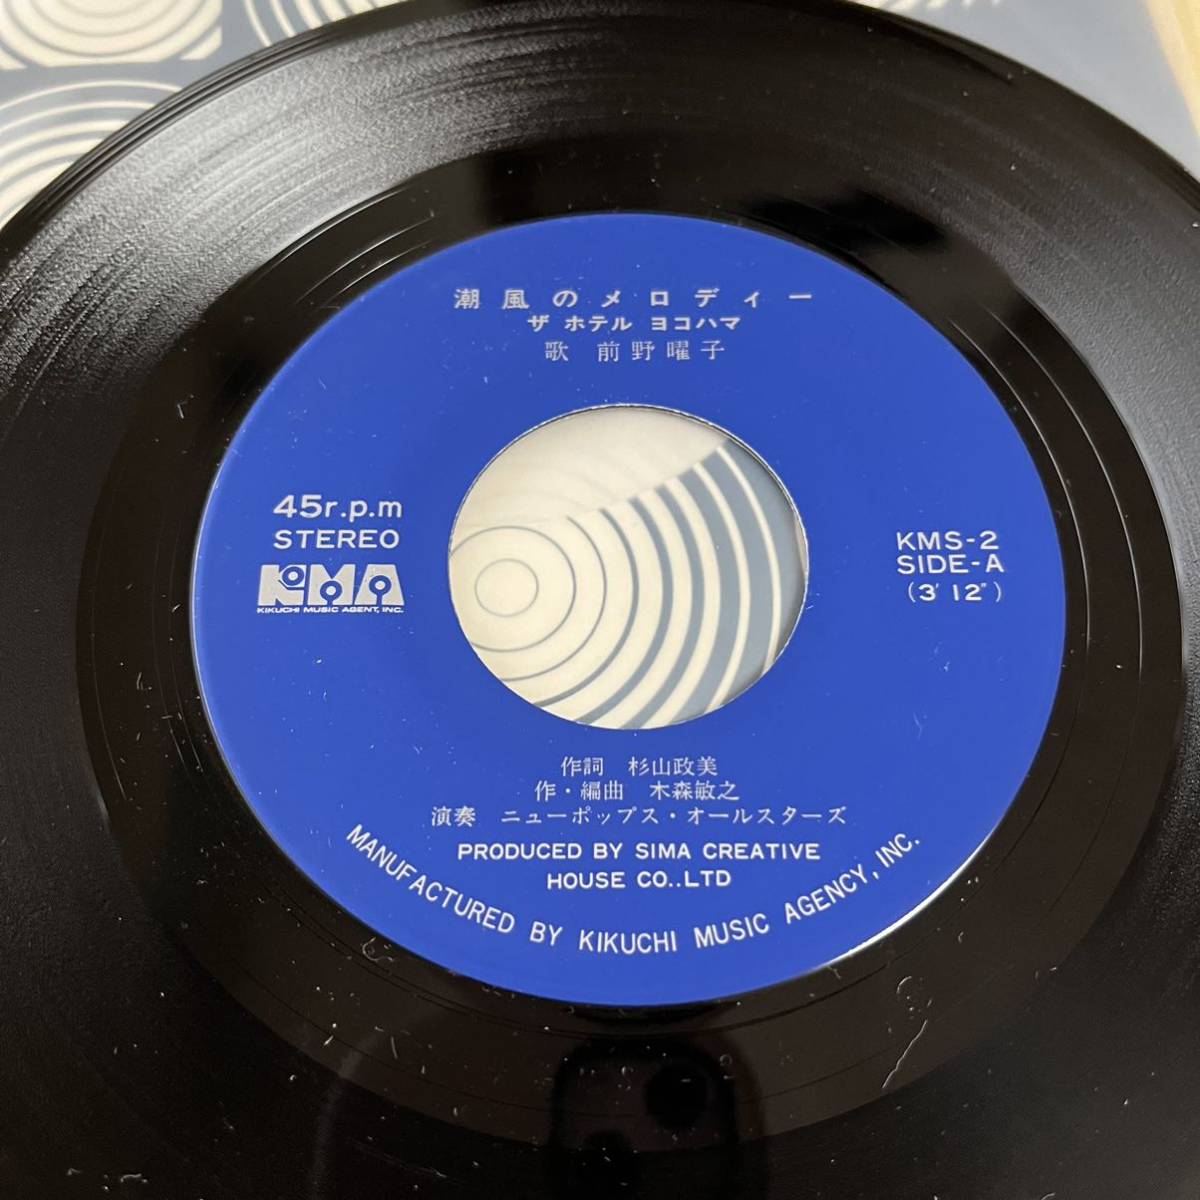 潮風のメロディー
ザ ホテル ヨコハマ
歌 前野曜子
45r.p.m
STEREO
KMA
KIKUCHI MUSIC AGENT, INC.
KMS-2
SIDE-A
(3' 12")
作詞 杉山政美
作・編曲 木森敏之
演奏 ニューポップス・オールスターズ
PRODUCED BY SIMA CREATIVE
HOUSE CO..LTD
MANUFACTURED BY KIKUCHI MUSIC AGENCY, INC.